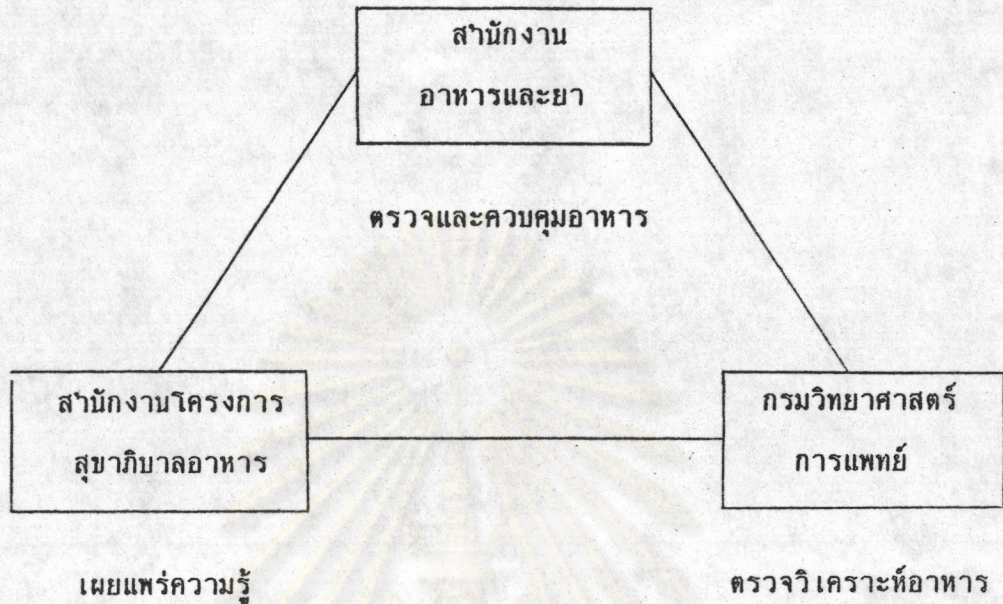 สำนักงาน
อาหารและยา
ตรวจและควบคุมอาหาร
สำนักงานโครงการ
สุขาภิบาลอาหาร
กรมวิทยาศาสตร์
การแพทย์
เผยแพร่ความรู้
ตรวจวิเคราะห์อาหาร